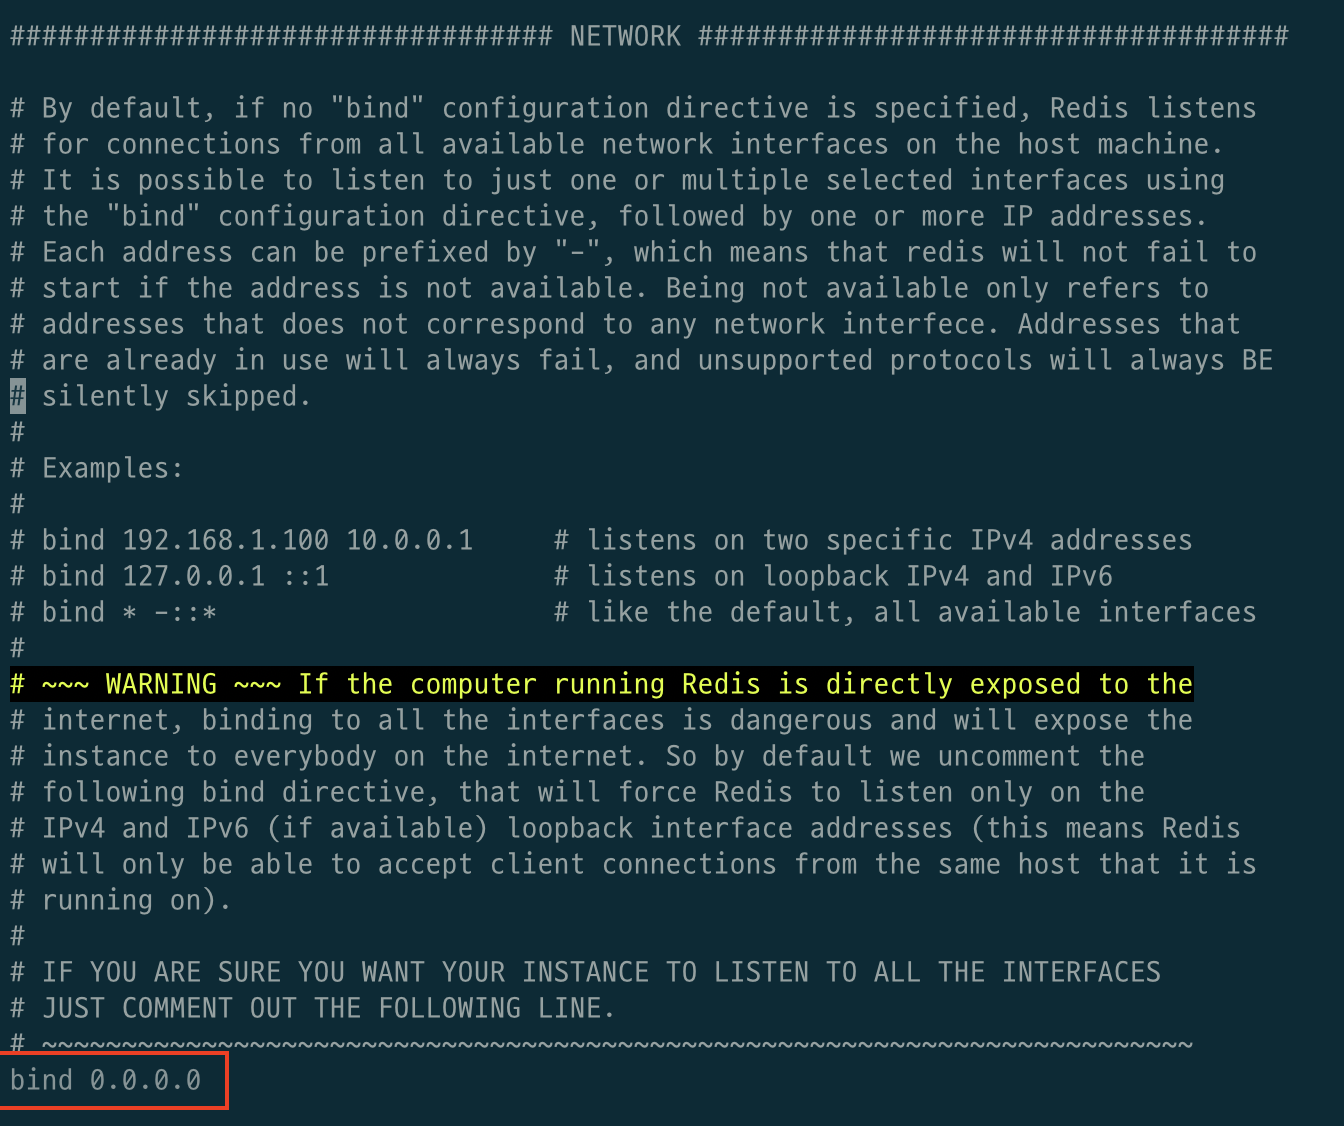 ################################## NETWORK #####################################
# By default, if no "bind" configuration directive is specified, Redis listens
# for connections from all available network interfaces on the host machine.
# It is possible to listen to just one or multiple selected interfaces using
# the "bind" configuration directive, followed by one or more IP addresses.
# Each address can be prefixed by "-", which means that redis will not fail to
# start if the address is not available. Being not available only refers to
# addresses that does not correspond to any network interfece. Addresses that
# are already in use will always fail, and unsupported protocols will always BE
# silently skipped.
#
# Examples:
#
# bind 192.168.1.100 10.0.0.1     # listens on two specific IPv4 addresses
# bind 127.0.0.1 ::1              # listens on loopback IPv4 and IPv6
# bind * -::*                     # like the default, all available interfaces
#
# ~~~ WARNING ~~~ If the computer running Redis is directly exposed to the
# internet, binding to all the interfaces is dangerous and will expose the
# instance to everybody on the internet. So by default we uncomment the
# following bind directive, that will force Redis to listen only on the
# IPv4 and IPv6 (if available) loopback interface addresses (this means Redis
# will only be able to accept client connections from the same host that it is
# running on).
#
# IF YOU ARE SURE YOU WANT YOUR INSTANCE TO LISTEN TO ALL THE INTERFACES
# JUST COMMENT OUT THE FOLLOWING LINE.
# ~~~~~~~~~~~~~~~~~~~~~~~~~~~~~~~~~~~~~~~~~~~~~~~~~~~~~~~~~~~~~~~~~~~~~~~~
bind 0.0.0.0